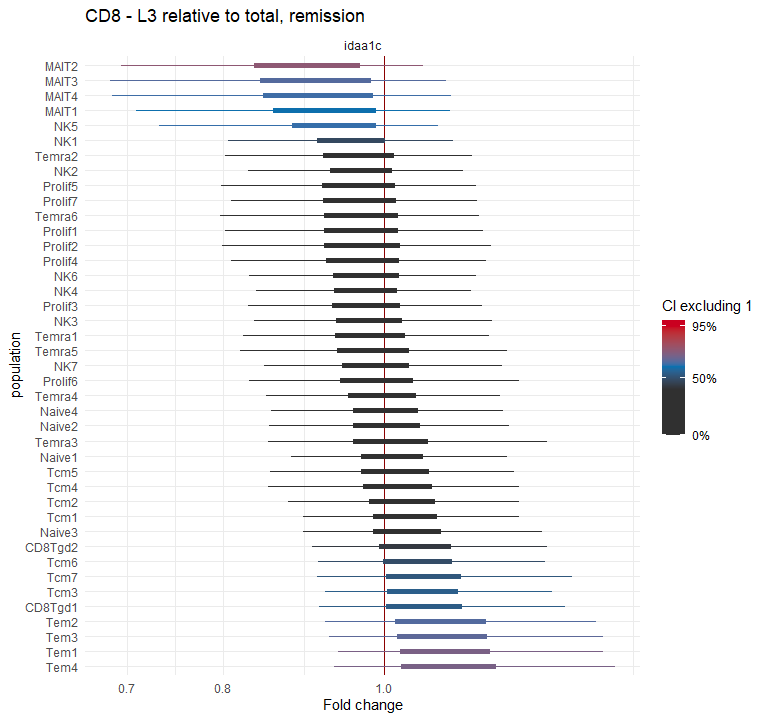 CD8 - L3 relative to total, remission
idaa1c
MAIT2
MAIT3
MAIT4
MAIT1
NK5
NK1
Temra2
NK2
Prolif5
Prolif7
Temra6
Prolif1
Prolif2
Prolif4
NK6
NK4
Prolif3
NK3
Temra1
Temra5
NK7
Prolif6
Temra4
Naive4
Naive2
Temra3
Naive1
Tcm5
Tcm4
Tcm2
Tcm1
Naive3
CD8Tgd2
Tcm6
Tcm7
Tcm3
CD8Tgd1
Tem2
Tem3
Tem1
Tem4
population
0.7 0.8 1.0
Fold change
CI excluding 1
95%
50%
0%